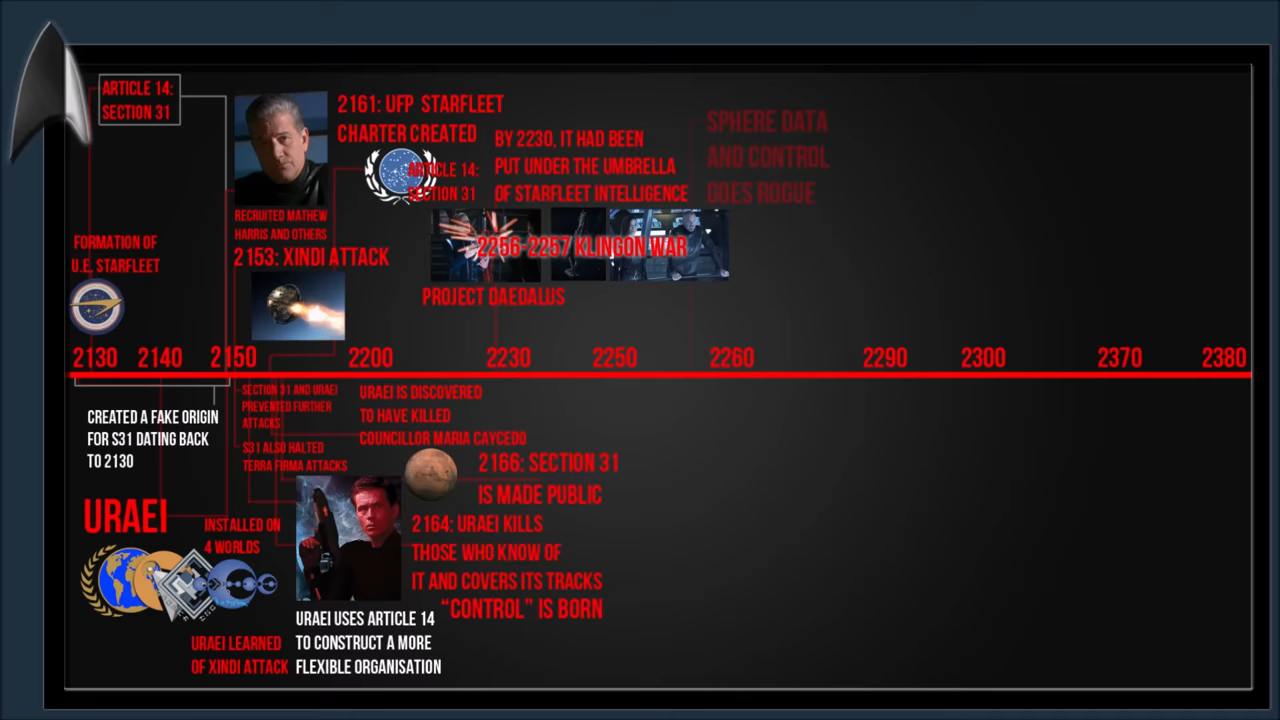 ARTICLE 14:
SECTION 31
2161: UFP STARFLEET
CHARTER CREATED
ARTICLE 14:
SECTION 31
BY 2230, IT HAD BEEN
PUT UNDER THE UMBRELLA
OF STARFLEET INTELLIGENCE
SPHERE DATA
AND CONTROL
GOES ROGUE
RECRUITED MATHEW
HARRIS AND OTHERS
FORMATION OF
U.E. STARFLEET
2153: XINDI ATTACK
2256-2257 KLINGON WAR
PROJECT DAEDALUS
2130 2140 2150 2200 2230 2250 2260 2290 2300 2370 2380
CREATED A FAKE ORIGIN
FOR S31 DATING BACK
TO 2130
SECTION 31 AND URAEI
PREVENTED FURTHER
ATTACKS
S31 ALSO HALTED
TERRA FIRMA ATTACKS
URAEI IS DISCOVERED
TO HAVE KILLED
COUNCILLOR MARIA CAYCEDO
2166: SECTION 31
IS MADE PUBLIC
URAEI
INSTALLED ON
4 WORLDS
2164: URAEI KILLS
THOSE WHO KNOW OF
IT AND COVERS ITS TRACKS
“CONTROL” IS BORN
URAEI LEARNED
OF XINDI ATTACK
URAEI USES ARTICLE 14
TO CONSTRUCT A MORE
FLEXIBLE ORGANISATION